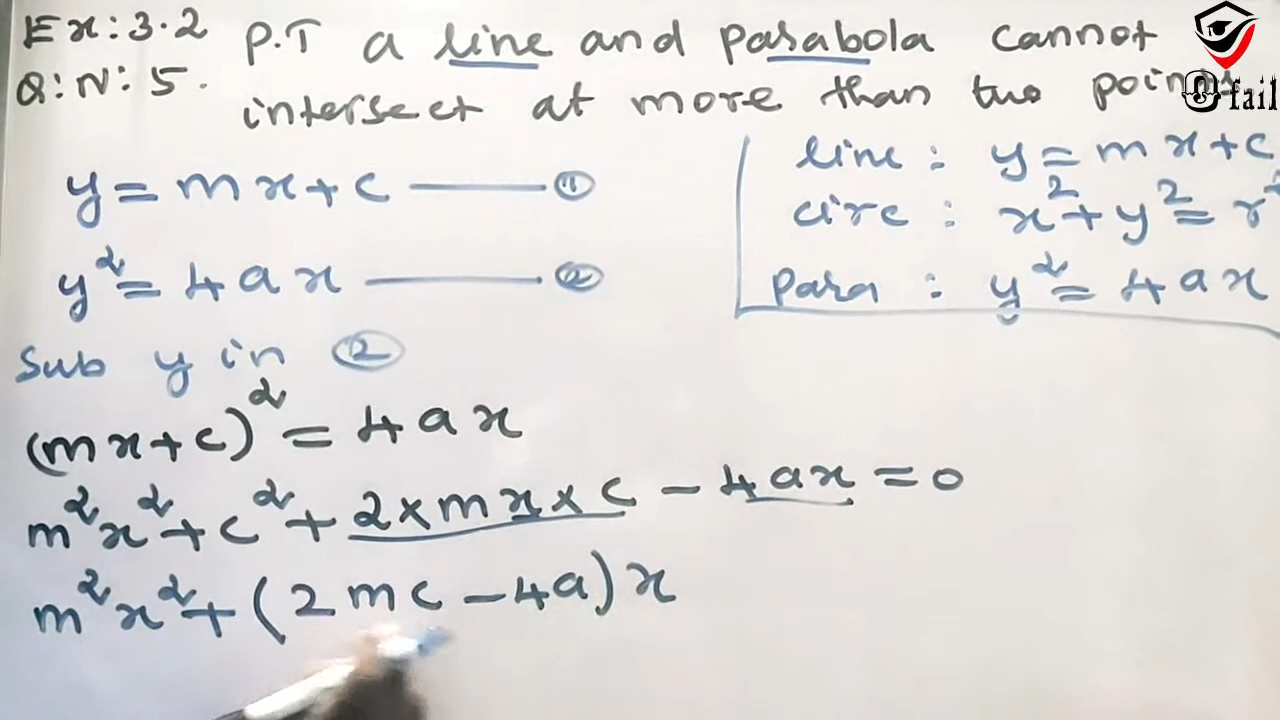 Ex: 3.2 P.T a line and parabola cannot
Q:N: 5. intersect at more than two points.
0 fail
y = mx + c ——— ①
y² = 4ax ——— ②
line : y = mx + c
circ : x² + y² = r²
para : y² = 4ax
Sub y in ②
(mx + c)² = 4ax
m²x² + c² + 2×mx×c - 4ax = 0
m²x² + (2mc - 4a)x